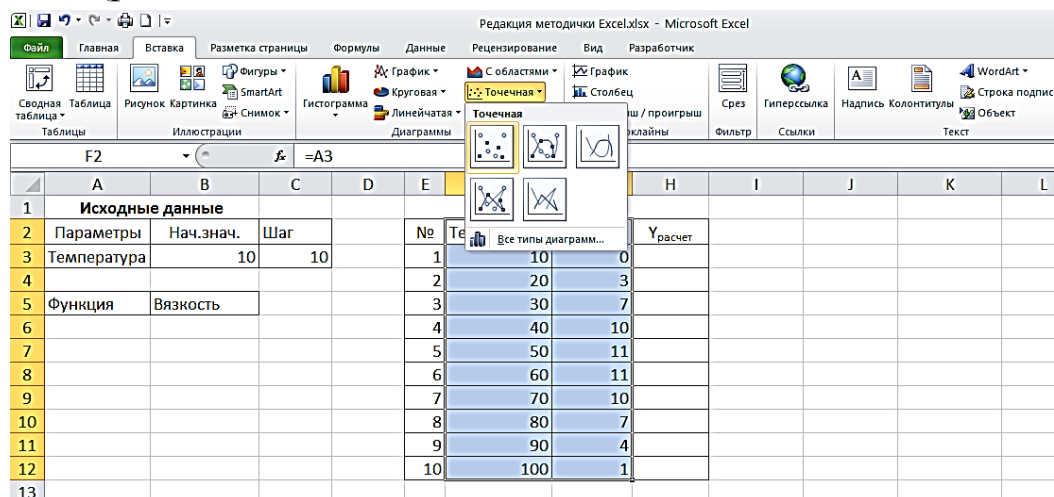 Редакция методички Excel.xlsx - Microsoft Excel
Файл Главная Вставка Разметка страницы Формулы Данные Рецензирование Вид Разработчик
Сводная таблица Таблица Рисунок Картинка Фигуры SmartArt Снимок Гистограмма График Круговая Линейчатая С областями Точечная График Столбец ш / проигрыш Срез Гиперссылка Надпись Колонтитулы WordArt Строка подпис Объект
Таблицы Иллюстрации Диаграммы клайны Фильтр Ссылки Текст
Точечная
Все типы диаграмм...
F2 fx =A3
A B C D E H I J K L
1 Исходные данные
2 Параметры Нач.знач. Шаг № Те Yрасчет
3 Температура 10 10 1 10 0
4 2 20 3
5 Функция Вязкость 3 30 7
6 4 40 10
7 5 50 11
8 6 60 11
9 7 70 10
10 8 80 7
11 9 90 4
12 10 100 1
13